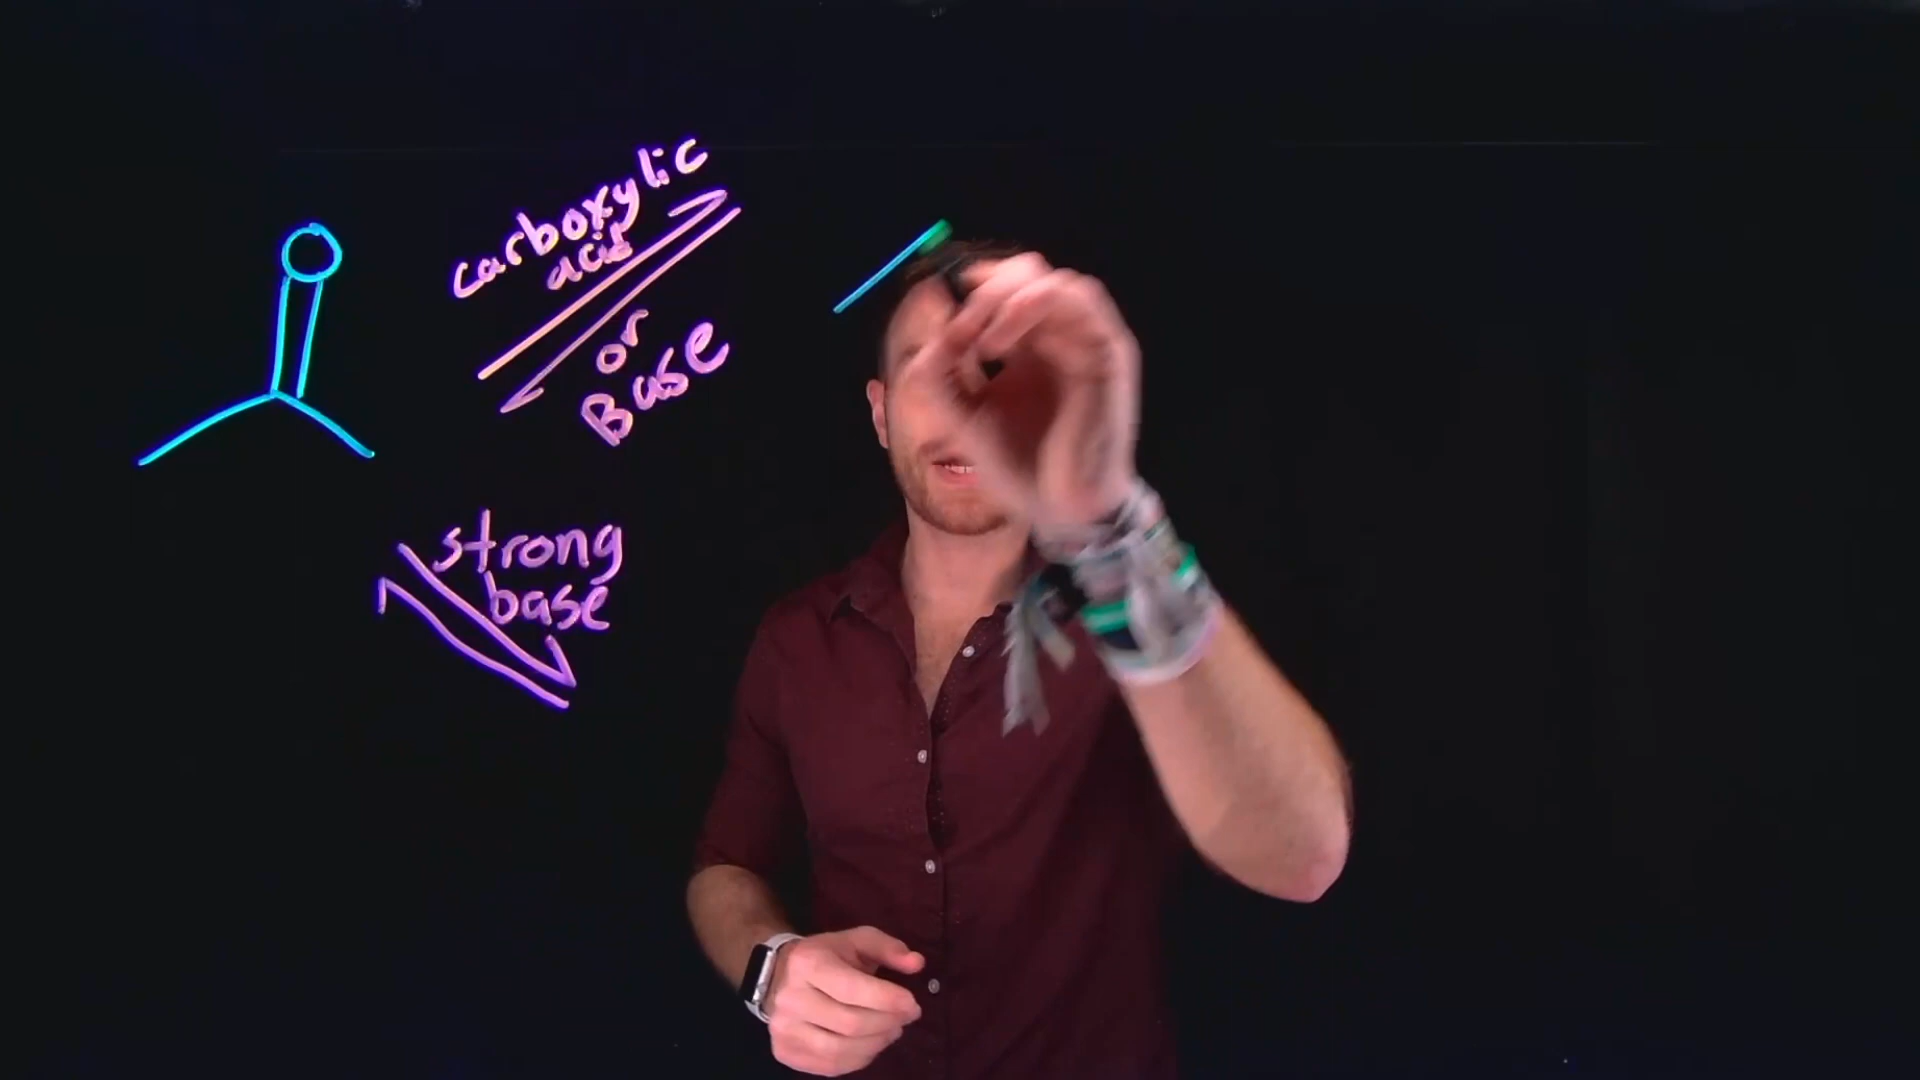 O
carboxylic
acid
or
Base
strong
base